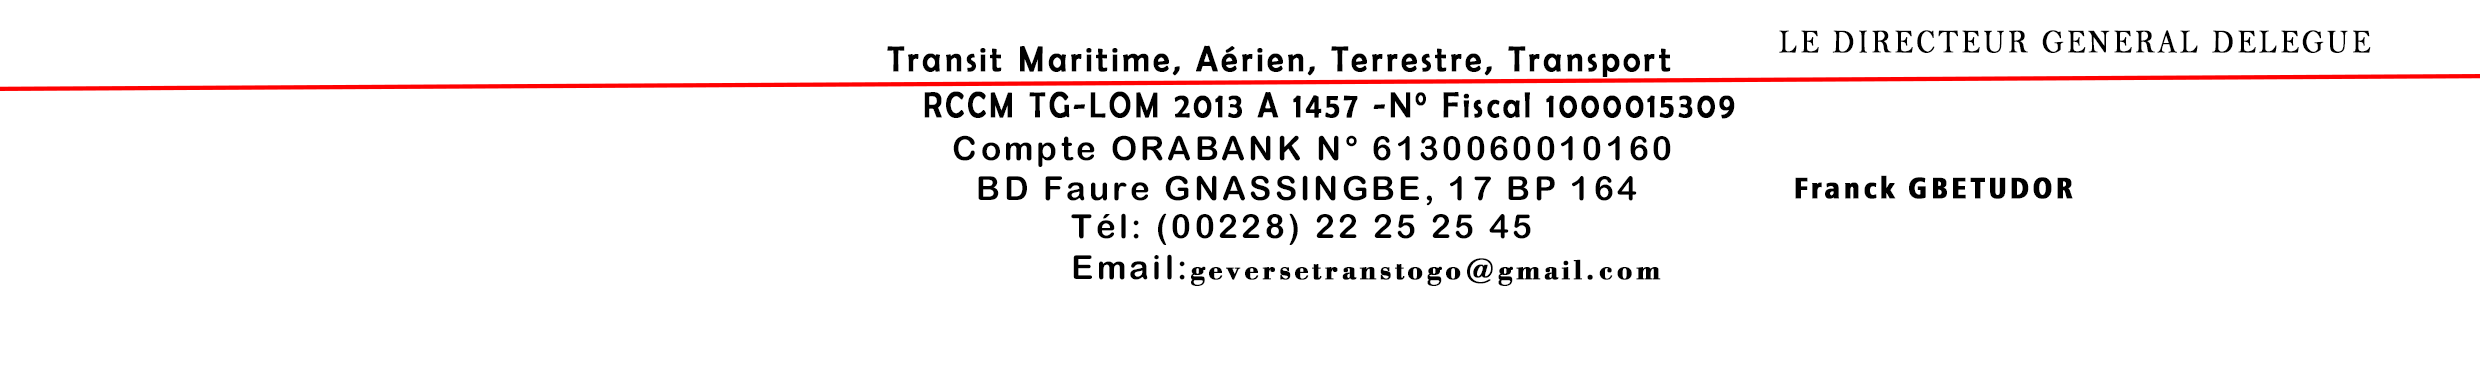 LE DIRECTEUR GENERAL DELEGUE
Transit Maritime, Aérien, Terrestre, Transport
RCCM TG-LOM 2013 A 1457 -Nº Fiscal 1000015309
Compte ORABANK N° 6130060010160
BD Faure GNASSINGBE, 17 BP 164
Franck GBETUDOR
Tél: (00228) 22 25 25 45
Email:geversetranstogo@gmail.com